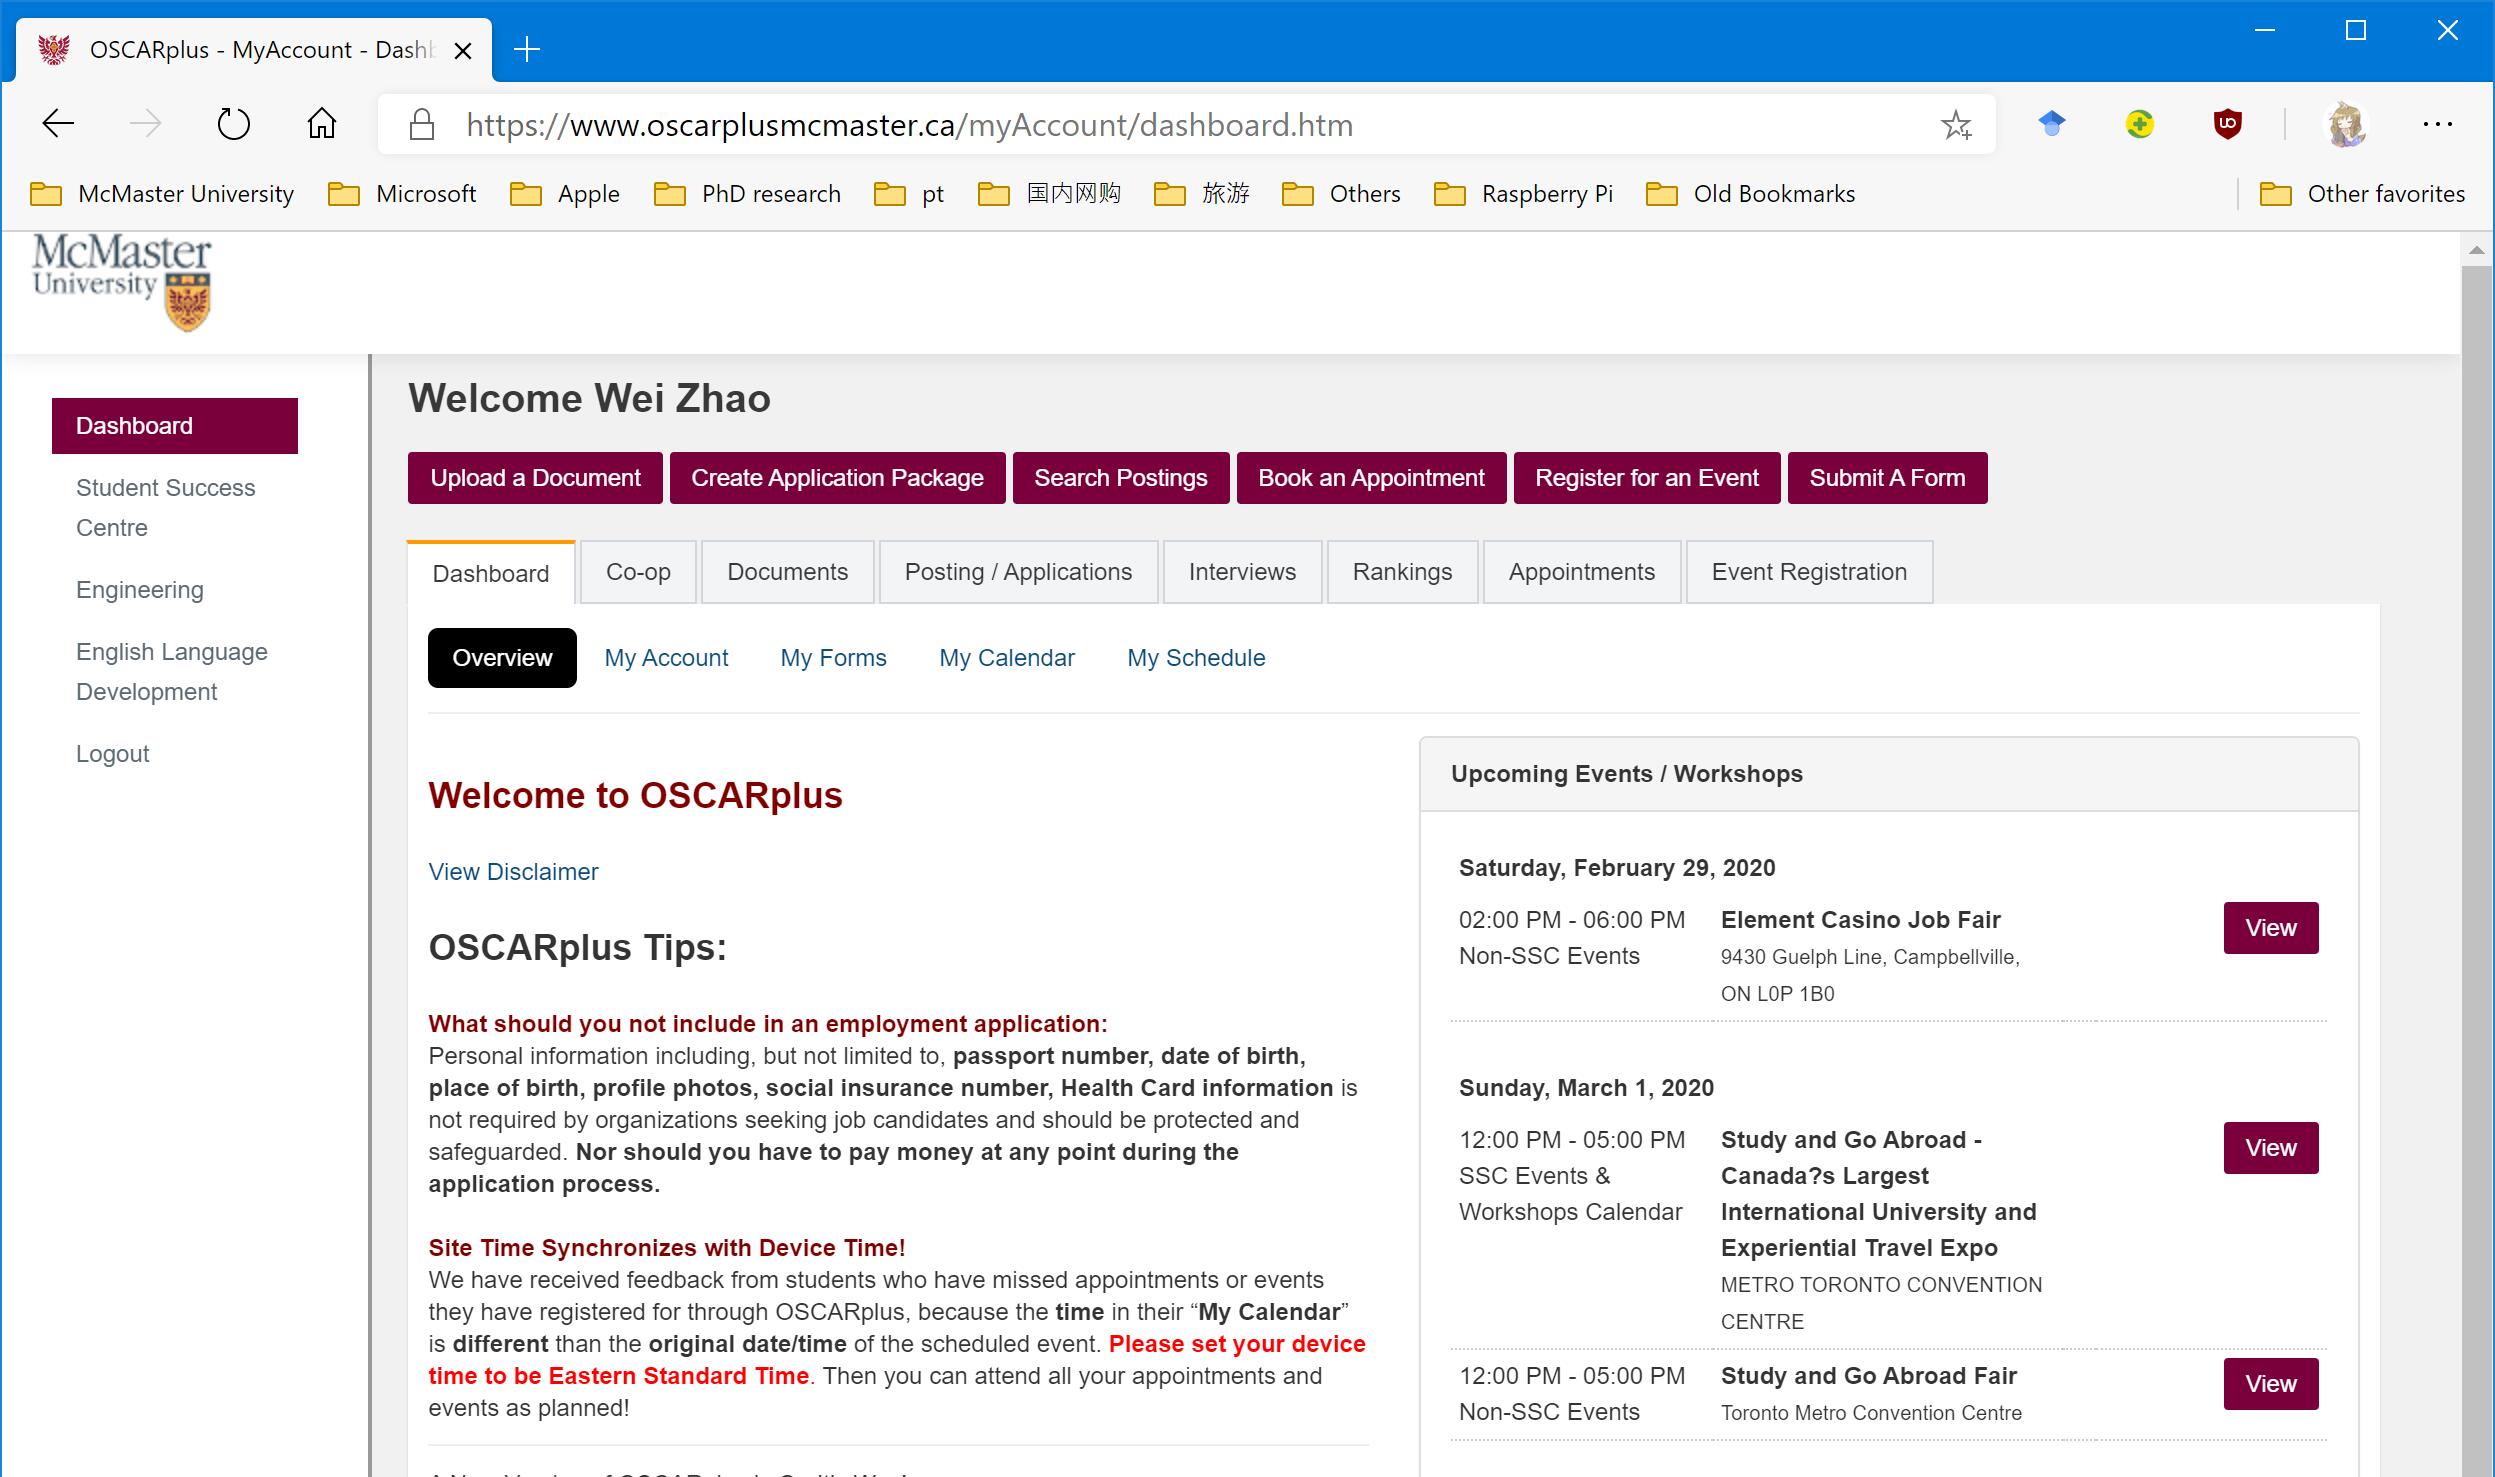 OSCARplus - MyAccount - Dashb
https://www.oscarplusmcmaster.ca/myAccount/dashboard.htm
McMaster University
Microsoft
Apple
PhD research
pt
国内网购
旅游
Others
Raspberry Pi
Old Bookmarks
Other favorites
McMaster
University
Dashboard
Student Success
Centre
Engineering
English Language
Development
Logout
Welcome Wei Zhao
Upload a Document
Create Application Package
Search Postings
Book an Appointment
Register for an Event
Submit A Form
Dashboard
Co-op
Documents
Posting / Applications
Interviews
Rankings
Appointments
Event Registration
Overview
My Account
My Forms
My Calendar
My Schedule
Welcome to OSCARplus
View Disclaimer
OSCARplus Tips:
What should you not include in an employment application:
Personal information including, but not limited to, passport number, date of birth,
place of birth, profile photos, social insurance number, Health Card information is
not required by organizations seeking job candidates and should be protected and
safeguarded. Nor should you have to pay money at any point during the
application process.
Site Time Synchronizes with Device Time!
We have received feedback from students who have missed appointments or events
they have registered for through OSCARplus, because the time in their “My Calendar”
is different than the original date/time of the scheduled event. Please set your device
time to be Eastern Standard Time. Then you can attend all your appointments and
events as planned!
Upcoming Events / Workshops
Saturday, February 29, 2020
02:00 PM - 06:00 PM
Non-SSC Events
Element Casino Job Fair
9430 Guelph Line, Campbellville,
ON L0P 1B0
View
Sunday, March 1, 2020
12:00 PM - 05:00 PM
SSC Events &
Workshops Calendar
Study and Go Abroad -
Canada?s Largest
International University and
Experiential Travel Expo
METRO TORONTO CONVENTION
CENTRE
View
12:00 PM - 05:00 PM
Non-SSC Events
Study and Go Abroad Fair
Toronto Metro Convention Centre
View